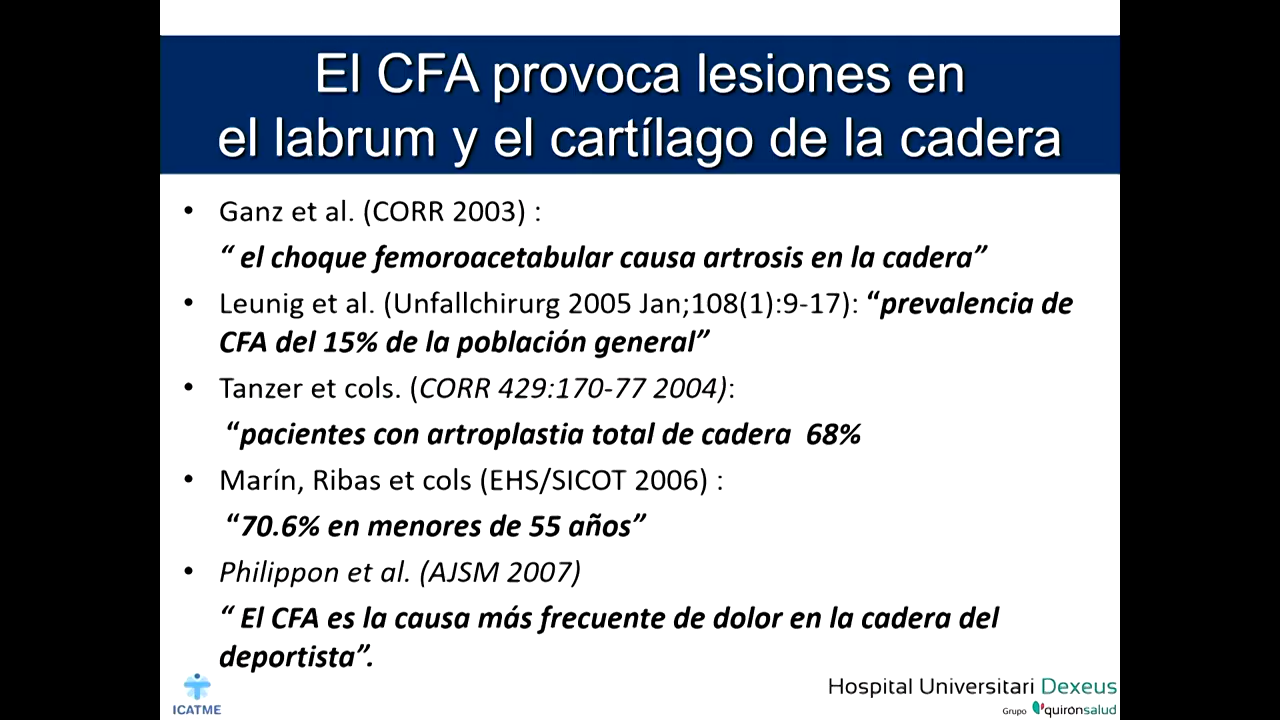 El CFA provoca lesiones en
el labrum y el cartílago de la cadera
• Ganz et al. (CORR 2003) :
“ el choque femoroacetabular causa artrosis en la cadera”
• Leunig et al. (Unfallchirurg 2005 Jan;108(1):9-17): “prevalencia de
CFA del 15% de la población general”
• Tanzer et cols. (CORR 429:170-77 2004):
“pacientes con artroplastia total de cadera 68%
• Marín, Ribas et cols (EHS/SICOT 2006) :
“70.6% en menores de 55 años”
• Philippon et al. (AJSM 2007)
“ El CFA es la causa más frecuente de dolor en la cadera del
deportista”.
ICATME
Hospital Universitari Dexeus
Grupo quirónsalud